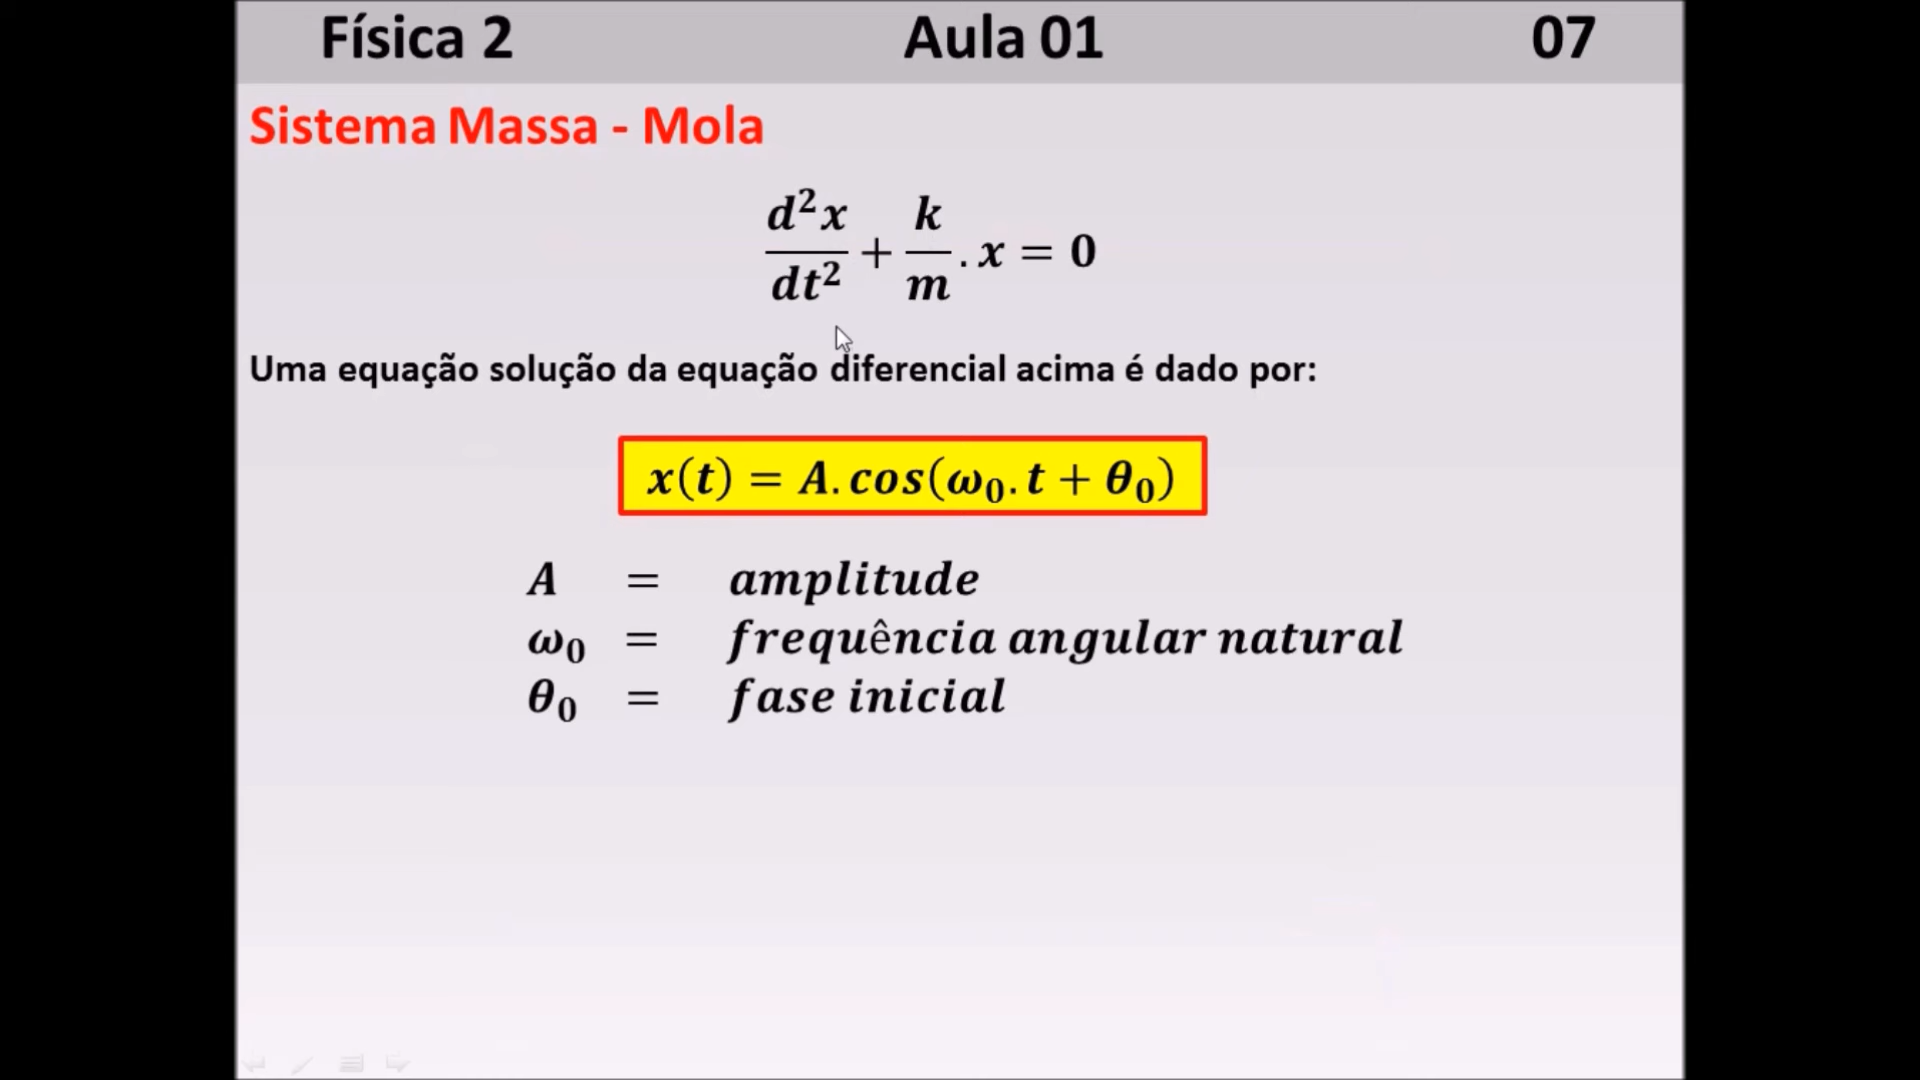 Física 2 Aula 01 07
Sistema Massa - Mola
d²x/dt² + k/m . x = 0
Uma equação solução da equação diferencial acima é dado por:
x(t) = A. cos(ω₀. t + θ₀)
A = amplitude
ω₀ = frequência angular natural
θ₀ = fase inicial